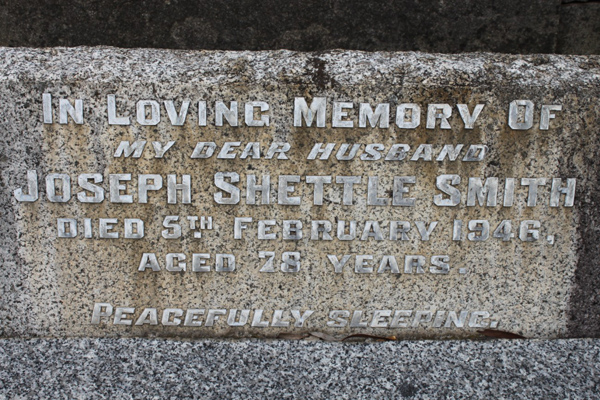 In Loving Memory Of
my dear husband
Joseph Shettle Smith
Died 5th February 1946,
Aged 78 years.
Peacefully sleeping.